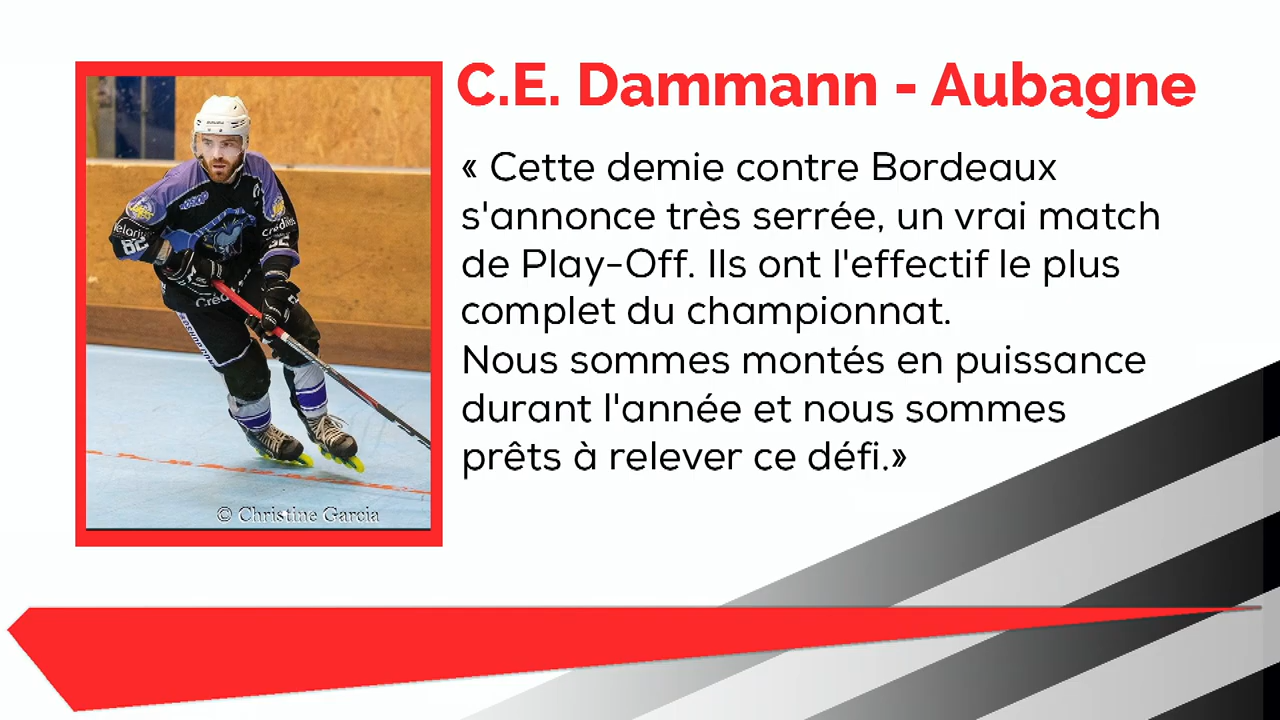 C.E. Dammann - Aubagne
« Cette demie contre Bordeaux
s'annonce très serrée, un vrai match
de Play-Off. Ils ont l'effectif le plus
complet du championnat.
Nous sommes montés en puissance
durant l'année et nous sommes
prêts à relever ce défi.»
82
© Christine Garcia